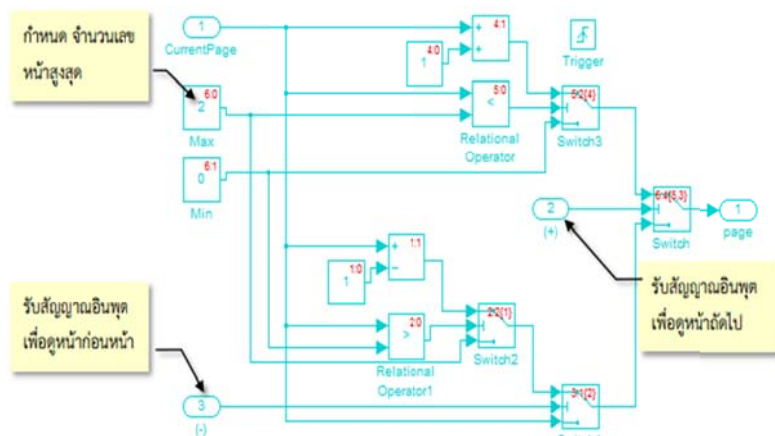 กำหนด จำนวนเลข
หน้าสูงสุด
1
CurrentPage
4:0
1
4:1
+
+
Trigger
6:0
2
Max
5:0
<
Relational
Operator
5:2{4}
Switch3
6:1
0
Min
2
(+)
6:4{5,3}
Switch
1
page
รับสัญญาณอินพุต
เพื่อดูหน้าถัดไป
1:0
1
1:1
+
−
2:0
>
Relational
Operator1
2:2{1}
Switch2
รับสัญญาณอินพุต
เพื่อดูหน้าก่อนหน้า
3
(-)
3:1{2}